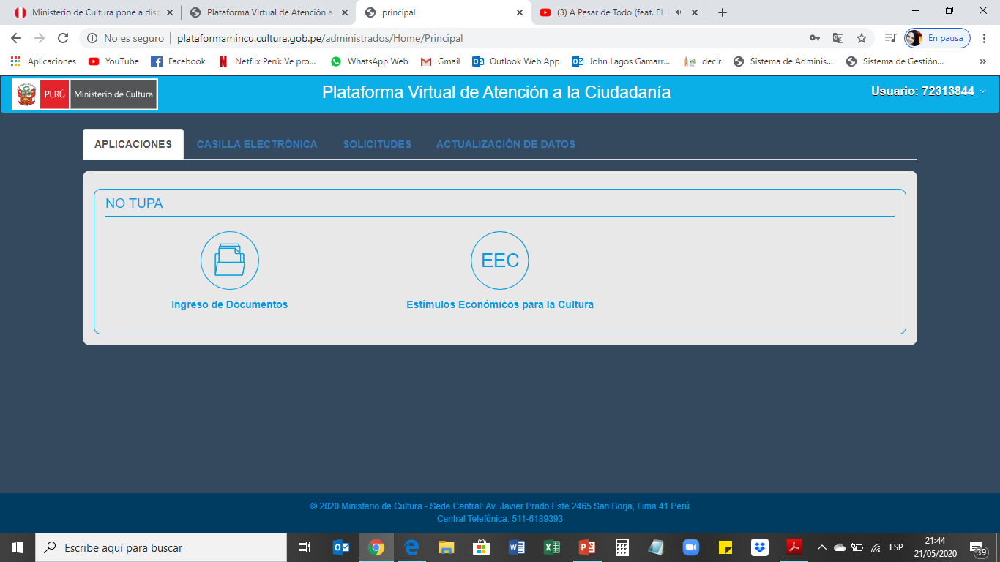 Ministerio de Cultura pone a disp
Plataforma Virtual de Atención a
principal
(3) A Pesar de Todo (feat. EL
No es seguro
plataformamincu.cultura.gob.pe/administrados/Home/Principal
En pausa
Aplicaciones
YouTube
Facebook
Netflix Perú: Ve pro...
WhatsApp Web
Gmail
Outlook Web App
John Lagos Gamarr...
decir
Sistema de Adminis...
Sistema de Gestión...
PERÚ
Ministerio de Cultura
Plataforma Virtual de Atención a la Ciudadanía
Usuario: 72313844
APLICACIONES
CASILLA ELECTRÓNICA
SOLICITUDES
ACTUALIZACIÓN DE DATOS
NO TUPA
EEC
Ingreso de Documentos
Estímulos Económicos para la Cultura
© 2020 Ministerio de Cultura - Sede Central: Av. Javier Prado Este 2465 San Borja, Lima 41 Perú
Central Telefónica: 511-6189393
Escribe aquí para buscar
ESP
21:44
21/05/2020
39